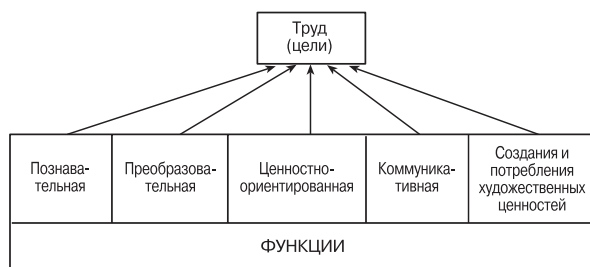 Труд
(цели)
Познава-
тельная
Преобразова-
тельная
Ценностно-
ориентированная
Коммуника-
тивная
Создания и
потребления
художественных
ценностей
ФУНКЦИИ